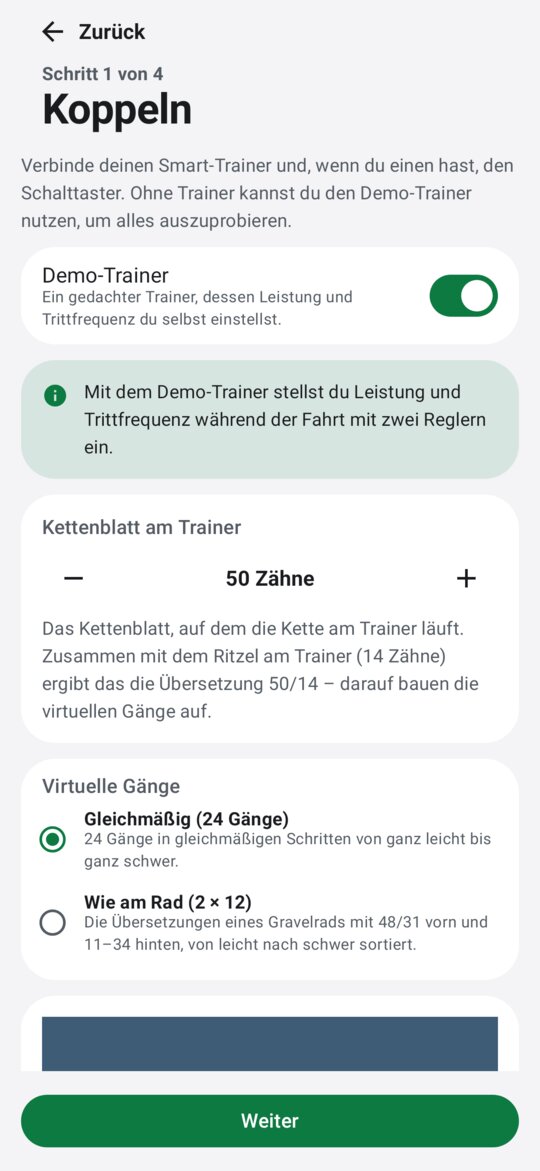 Zurück
Schritt 1 von 4
Koppeln
Verbinde deinen Smart-Trainer und, wenn du einen hast, den
Schalttaster. Ohne Trainer kannst du den Demo-Trainer
nutzen, um alles auszuprobieren.
Demo-Trainer
Ein gedachter Trainer, dessen Leistung und
Trittfrequenz du selbst einstellst.
Mit dem Demo-Trainer stellst du Leistung und
Trittfrequenz während der Fahrt mit zwei Reglern
ein.
Kettenblatt am Trainer
50 Zähne
Das Kettenblatt, auf dem die Kette am Trainer läuft.
Zusammen mit dem Ritzel am Trainer (14 Zähne)
ergibt das die Übersetzung 50/14 – darauf bauen die
virtuellen Gänge auf.
Virtuelle Gänge
Gleichmäßig (24 Gänge)
24 Gänge in gleichmäßigen Schritten von ganz leicht bis
ganz schwer.
Wie am Rad (2 × 12)
Die Übersetzungen eines Gravelrads mit 48/31 vorn und
11–34 hinten, von leicht nach schwer sortiert.
Weiter